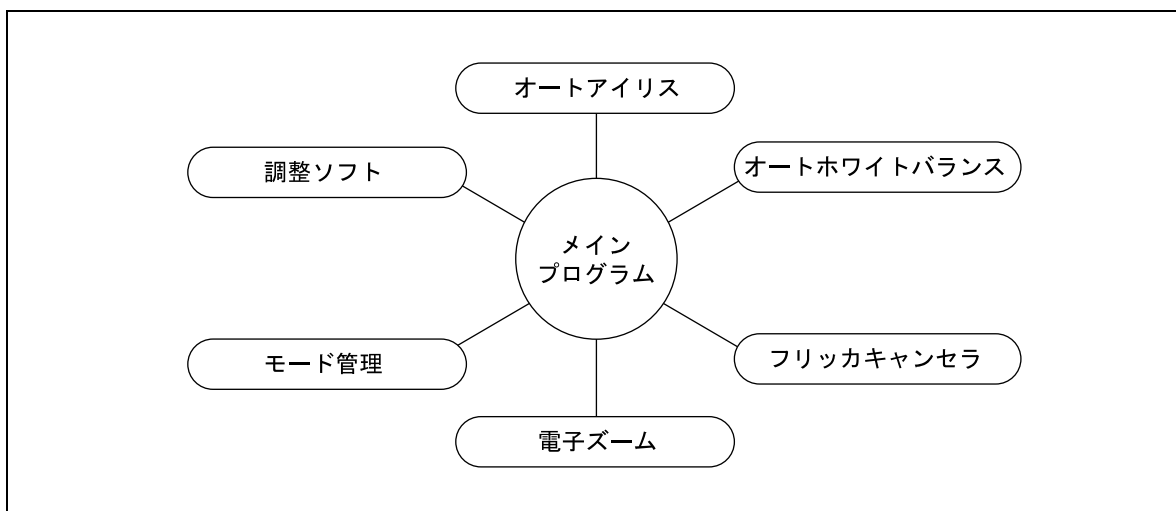 オートアイリス
調整ソフト
オートホワイトバランス
メイン
プログラム
モード管理
フリッカキャンセラ
電子ズーム